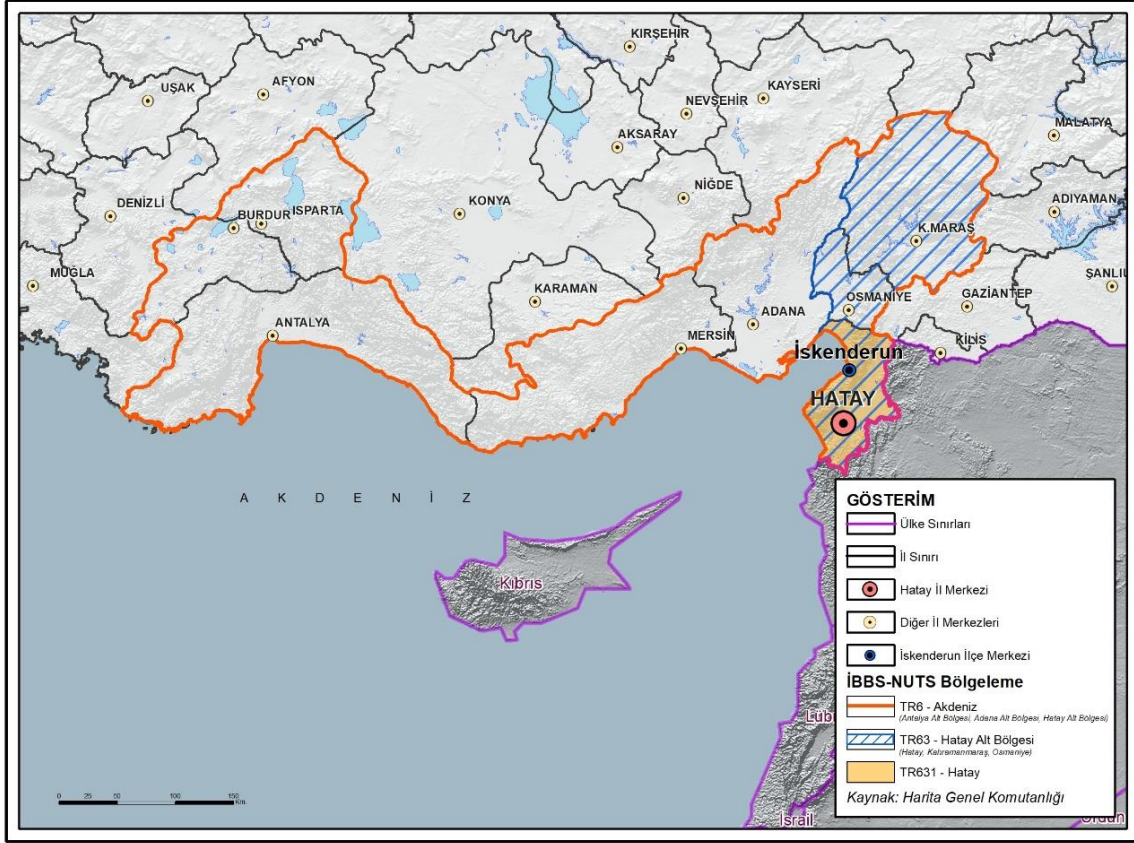 KIRŞEHİR
UŞAK
AFYON
NEVŞEHİR
KAYSERİ
AKSARAY
MALATYA
DENİZLİ
BURDUR
ISPARTA
KONYA
NİĞDE
ADIYAMAN
K.MARAŞ
MUĞLA
KARAMAN
OSMANİYE
GAZİANTEP
ŞANLIU
ANTALYA
ADANA
MERSİN
KİLİS
İskenderun
HATAY
A K D E N İ Z
Kıbrıs
Lüb
İsrail
GÖSTERİM
Ülke Sınırları
İl Sınırı
Hatay İl Merkezi
Diğer İl Merkezleri
İskenderun İlçe Merkezi
İBBS-NUTS Bölgeleme
TR6 - Akdeniz
(Antalya Alt Bölgesi, Adana Alt Bölgesi, Hatay Alt Bölgesi)
TR63 - Hatay Alt Bölgesi
(Hatay, Kahramanmaraş, Osmaniye)
TR631 - Hatay
Kaynak: Harita Genel Komutanlığı
0 25 50 100 150
Km.